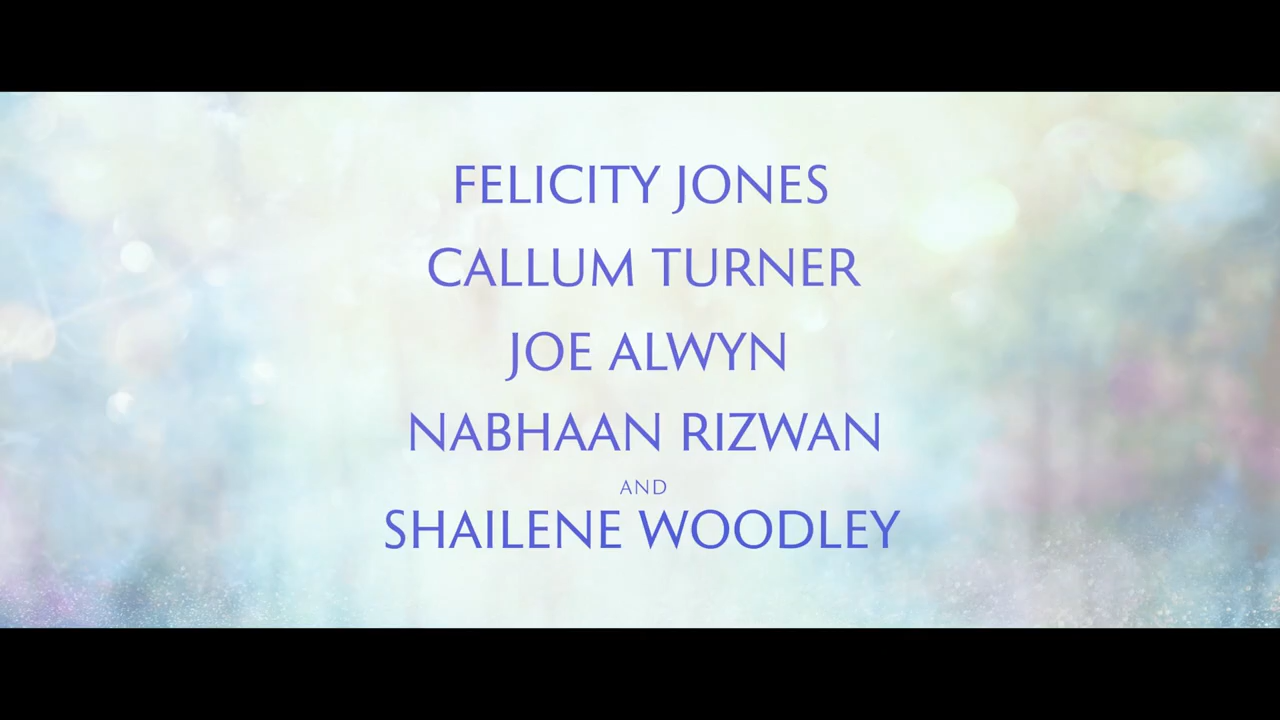 FELICITY JONES
CALLUM TURNER
JOE ALWYN
NABHAAN RIZWAN
AND
SHAILENE WOODLEY